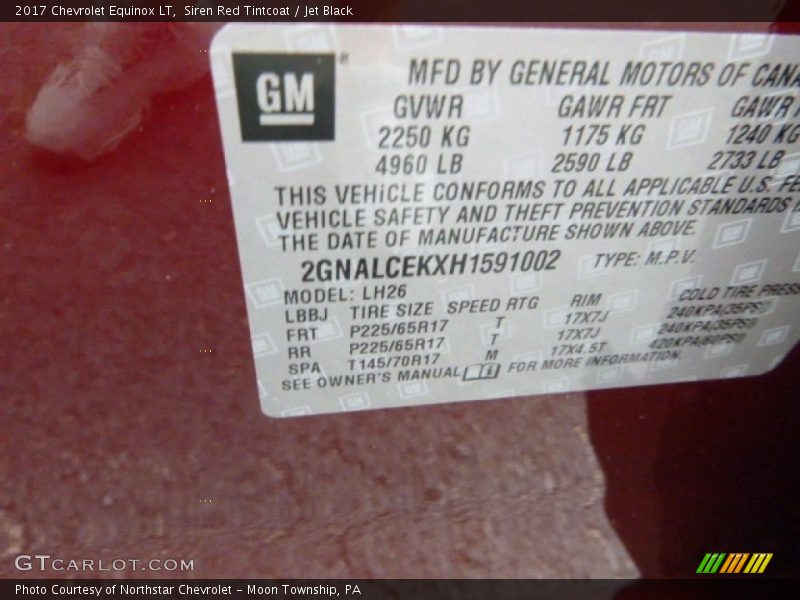 2017 Chevrolet Equinox LT,  Siren Red Tintcoat / Jet Black
GM
®
MFD BY GENERAL MOTORS OF CANA
GVWR GAWR FRT GAWR R
2250 KG 1175 KG 1240 KG
4960 LB 2590 LB 2733 LB
THIS VEHICLE CONFORMS TO ALL APPLICABLE U.S. FE
VEHICLE SAFETY AND THEFT PREVENTION STANDARDS
THE DATE OF MANUFACTURE SHOWN ABOVE.
2GNALCEKXH1591002 TYPE: M.P.V.
MODEL: LH26
LBBJ TIRE SIZE SPEED RTG RIM COLD TIRE PRESS
FRT P225/65R17 T 17X7J 240KPA(35PSI)
RR P225/65R17 T 17X7J 240KPA(35PSI)
SPA T145/70R17 M 17X4.5T 420KPA(60PSI)
SEE OWNER'S MANUAL FOR MORE INFORMATION.
GTCARLOT.COM
Photo Courtesy of Northstar Chevrolet – Moon Township, PA